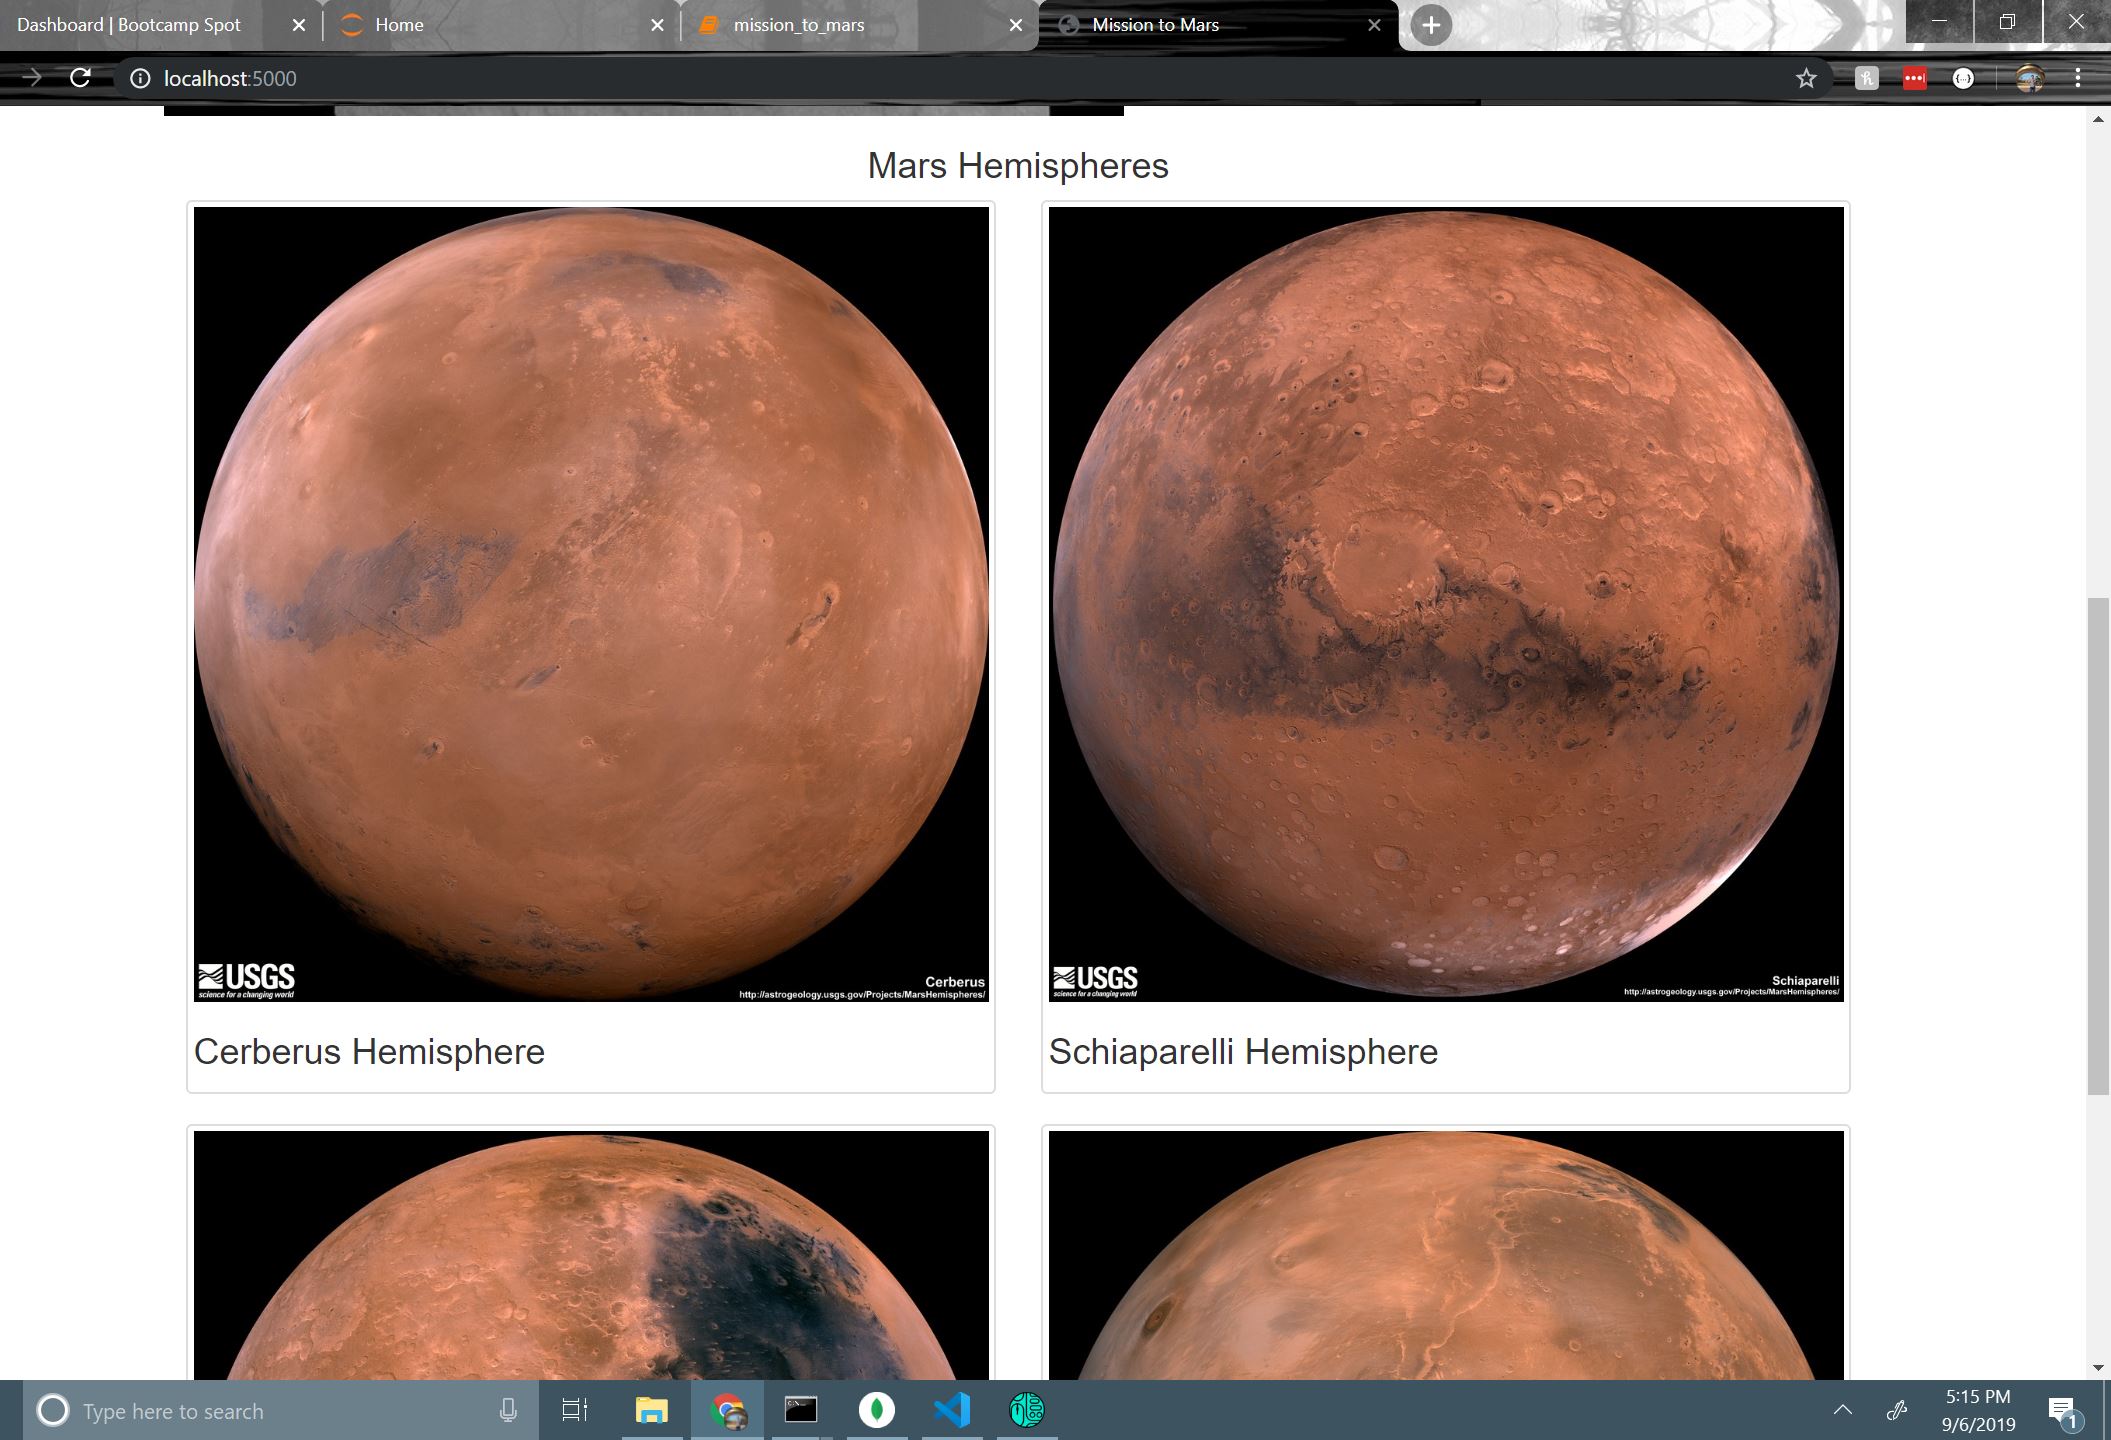 Dashboard | Bootcamp Spot
Home
mission_to_mars
Mission to Mars
localhost:5000
Mars Hemispheres
USGS
science for a changing world
Cerberus
http://astrogeology.usgs.gov/Projects/MarsHemispheres/
Cerberus Hemisphere
USGS
science for a changing world
Schiaparelli
http://astrogeology.usgs.gov/Projects/MarsHemispheres/
Schiaparelli Hemisphere
Type here to search
5:15 PM
9/6/2019
1